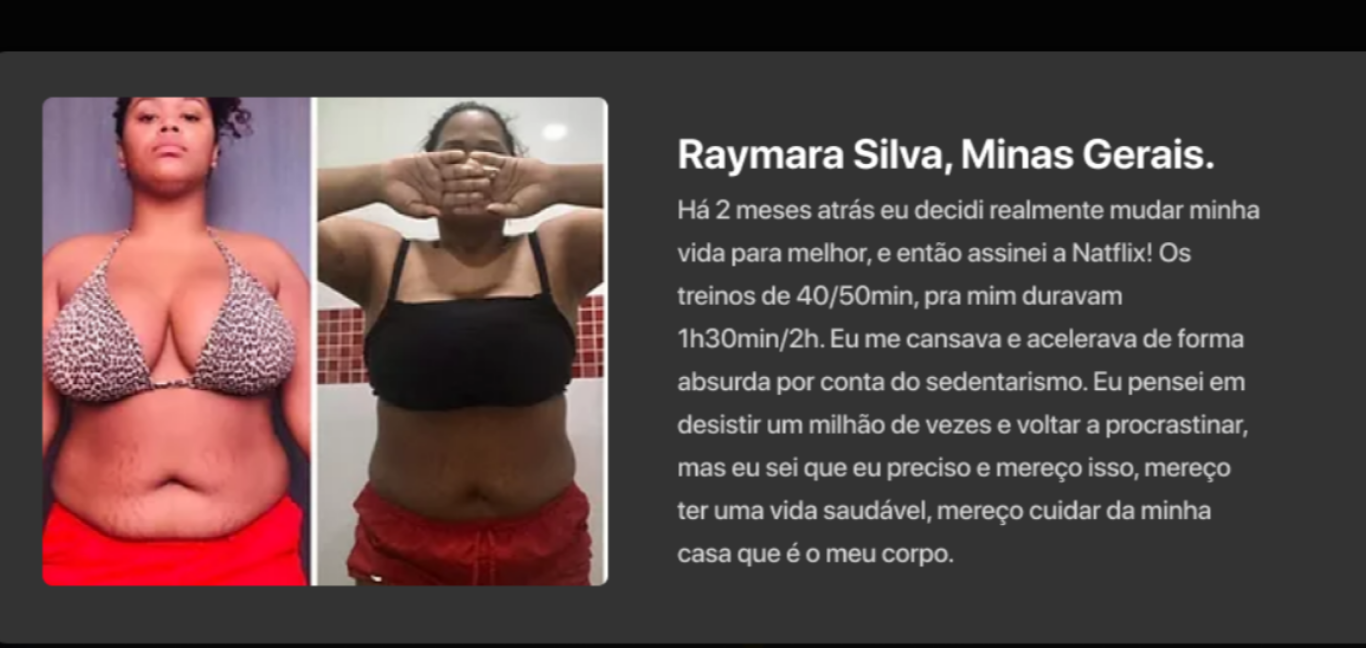 Raymara Silva, Minas Gerais.
Há 2 meses atrás eu decidi realmente mudar minha
vida para melhor, e então assinei a Natflix! Os
treinos de 40/50min, pra mim duravam
1h30min/2h. Eu me cansava e acelerava de forma
absurda por conta do sedentarismo. Eu pensei em
desistir um milhão de vezes e voltar a procrastinar,
mas eu sei que eu preciso e mereço isso, mereço
ter uma vida saudável, mereço cuidar da minha
casa que é o meu corpo.